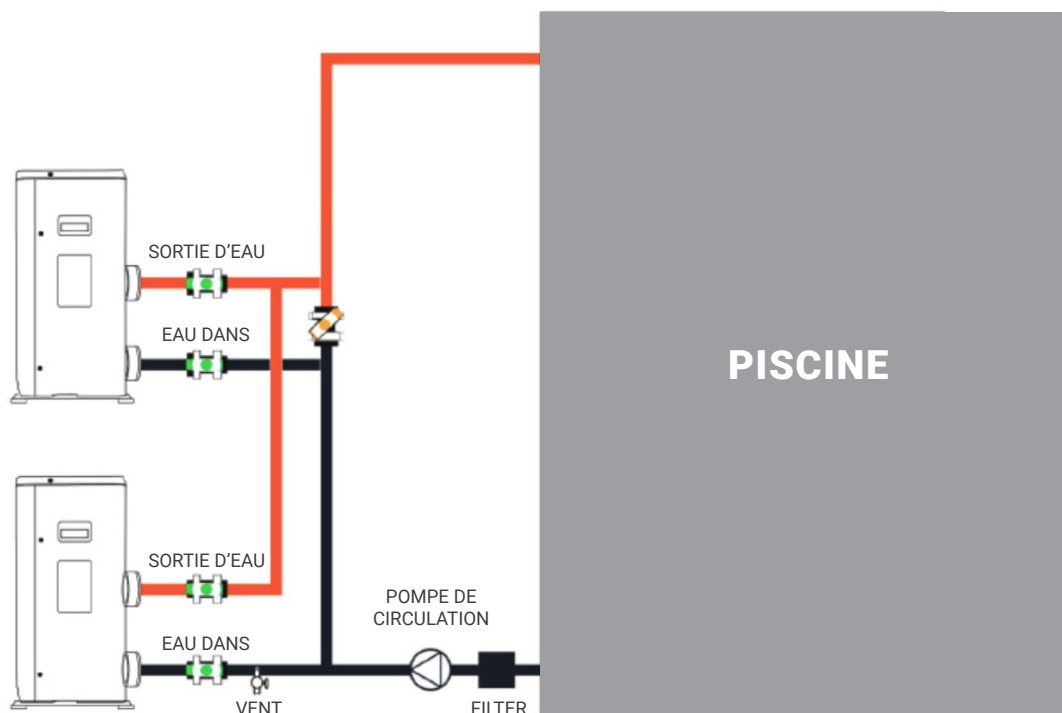 SORTIE D'EAU
EAU DANS
PISCINE
SORTIE D'EAU
POMPE DE
CIRCULATION
EAU DANS
VENT
FILTER